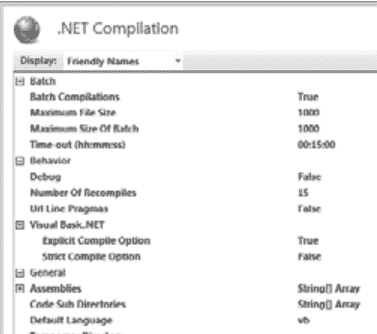 .NET Compilation
Display: Friendly Names
Batch
Batch Compilations True
Maximum File Size 1000
Maximum Size Of Batch 1000
Time-out (hh:mm:ss) 00:15:00
Behavior
Debug False
Number Of Recompiles 15
Url Line Pragmas False
Visual Basic.NET
Explicit Compile Option True
Strict Compile Option False
General
Assemblies String[] Array
Code Sub Directories String[] Array
Default Language vb